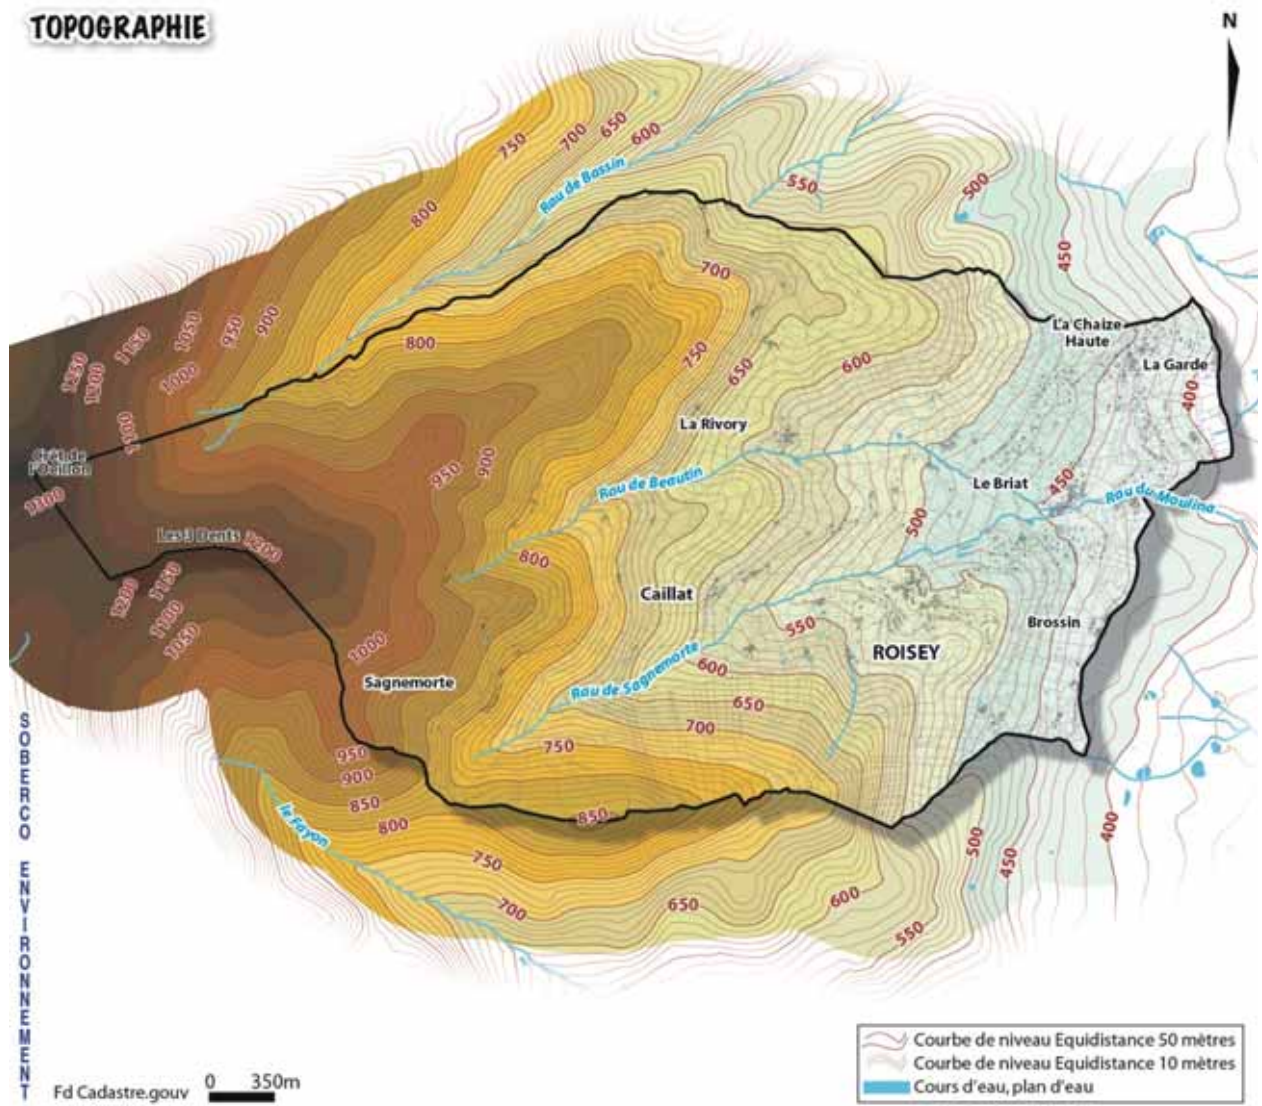 TOPOGRAPHIE
N
750
700
650
600
Rau de Bassin
550
500
800
450
700
1250
1200
1150
1050
950
900
1000
800
750
650
600
La Chaize
Haute
La Garde
400
1100
La Rivory
Crêt de
l'Oeillon
950
900
Rau de Beautin
Le Briat
450
Rau du Moulina
1300
500
Les 3 Dents
1200
800
1200
1150
1100
1050
Caillat
550
Brossin
ROISEY
1000
Sagnemorte
Rau de Sagnemorte
600
650
700
750
950
900
850
800
le Fayon
850
750
700
650
600
550
500
450
400
SOBERCO ENVIRONNEMENT
Fd Cadastre.gouv
0 350m
Courbe de niveau Equidistance 50 mètres
Courbe de niveau Equidistance 10 mètres
Cours d'eau, plan d'eau